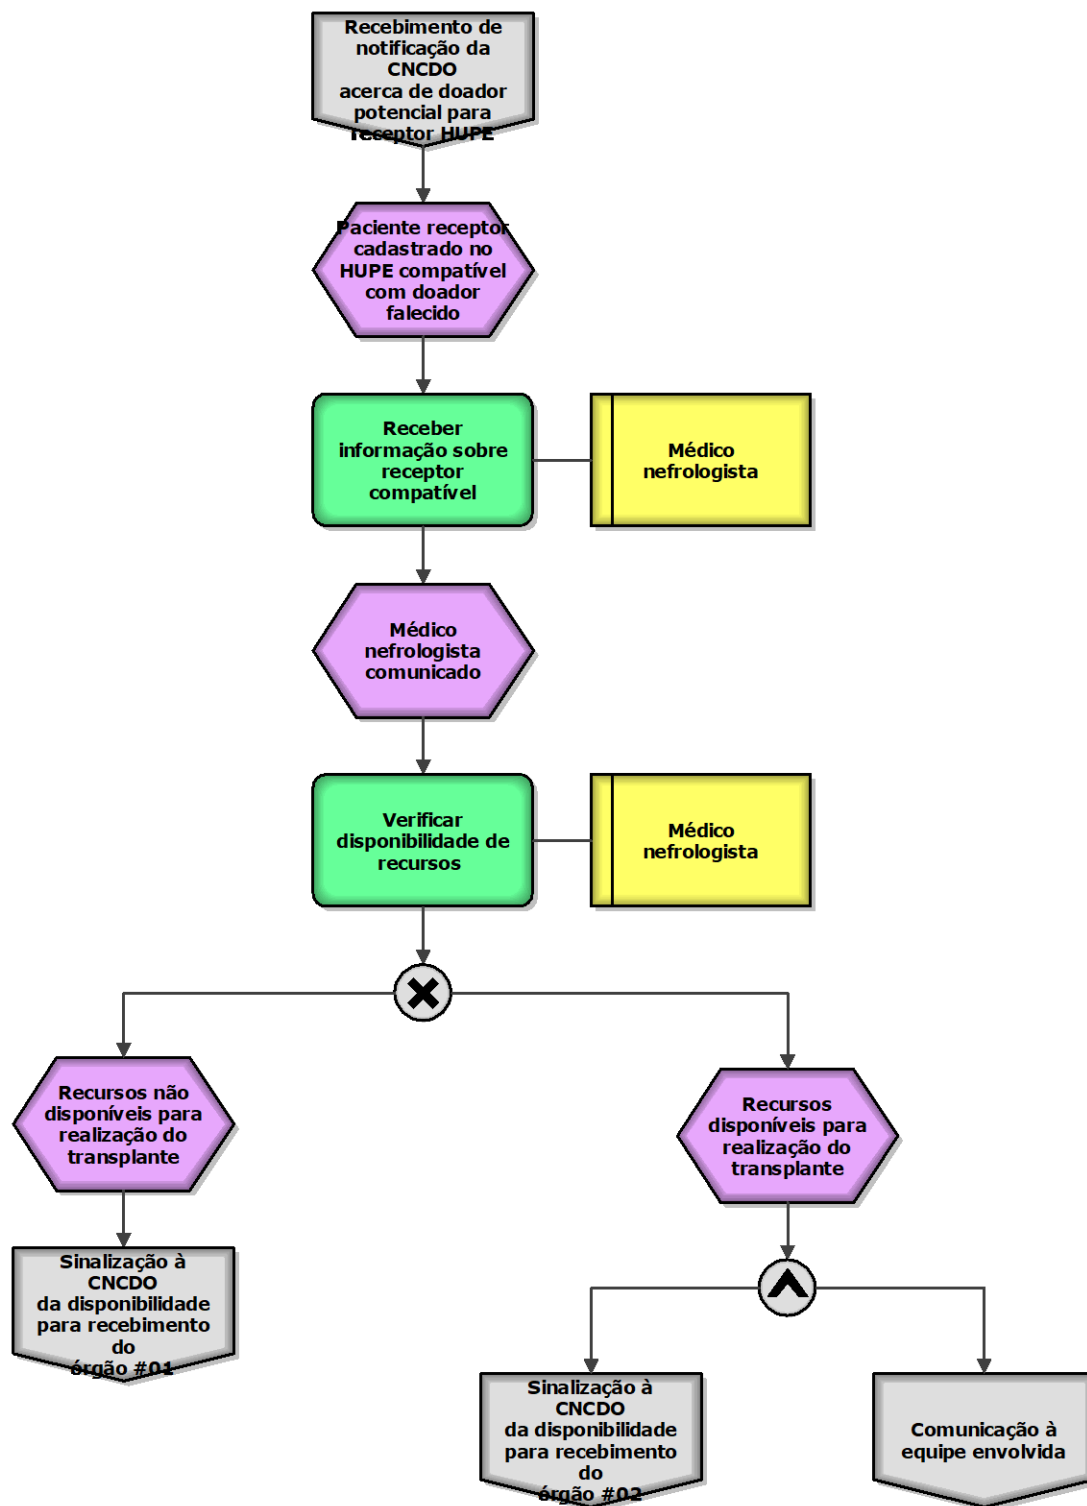 Recebimento de
notificação da
CNCDO
acerca de doador
potencial para
receptor HUPE
Paciente receptor
cadastrado no
HUPE compatível
com doador
falecido
Receber
informação sobre
receptor
compatível
Médico
nefrologista
Médico
nefrologista
comunicado
Verificar
disponibilidade de
recursos
Médico
nefrologista
Recursos não
disponíveis para
realização do
transplante
Recursos
disponíveis para
realização do
transplante
Sinalização à
CNCDO
da disponibilidade
para recebimento
do
órgão #01
Sinalização à
CNCDO
da disponibilidade
para recebimento
do
órgão #02
Comunicação à
equipe envolvida